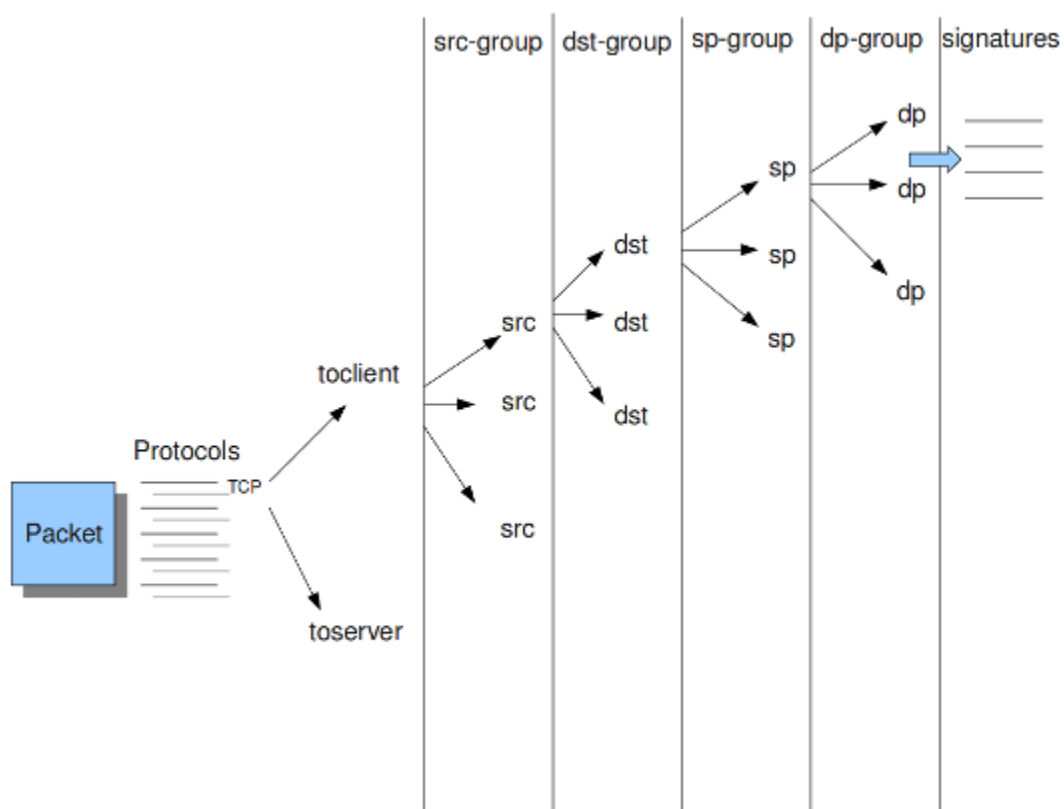 src-group dst-group sp-group dp-group signatures
dp
sp
dp
dst
sp
dp
src
dst
sp
toclient
src
dst
Protocols
TCP
Packet
src
toserver